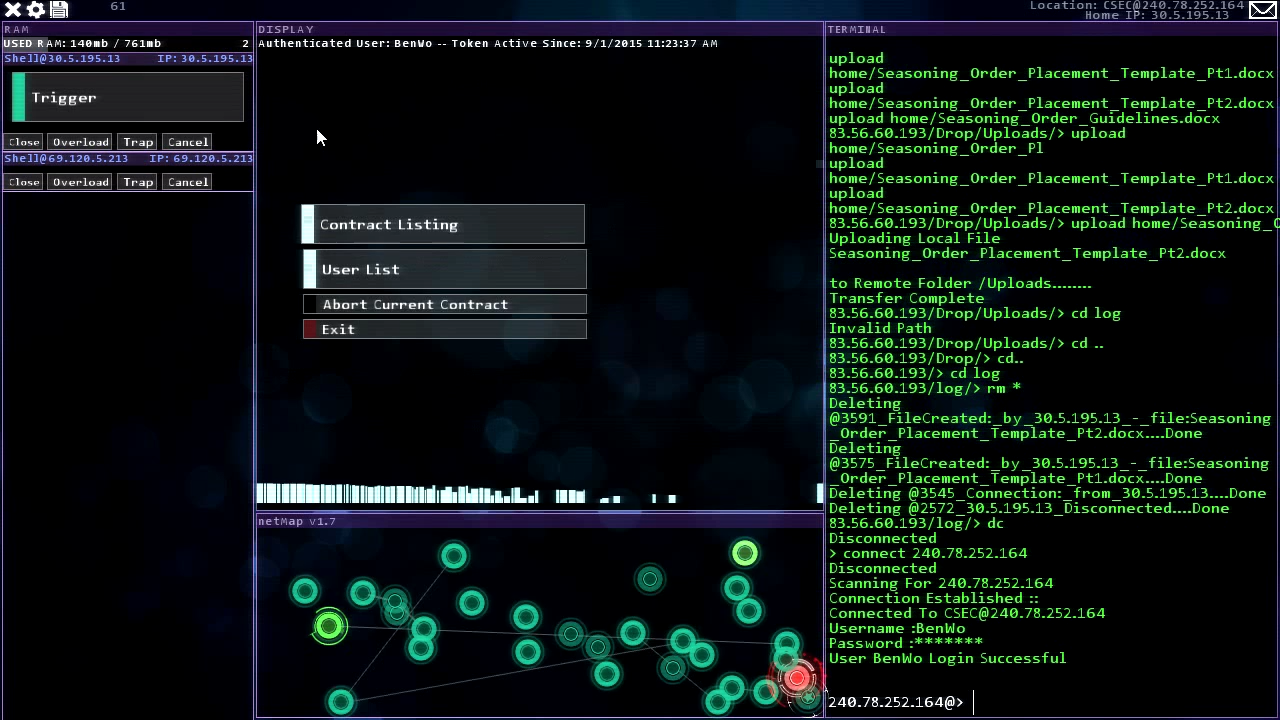 61
Location: CSEC@240.78.252.164
Home IP: 30.5.195.13
RAM
USED RAM: 140mb / 761mb 2
Shell@30.5.195.13 IP: 30.5.195.13
Trigger
Close Overload Trap Cancel
Shell@69.120.5.213 IP: 69.120.5.213
Close Overload Trap Cancel
DISPLAY
Authenticated User: BenWo -- Token Active Since: 9/1/2015 11:23:37 AM
Contract Listing
User List
Abort Current Contract
Exit
netMap v1.7
TERMINAL
upload
home/Seasoning_Order_Placement_Template_Pt1.docx
upload
home/Seasoning_Order_Placement_Template_Pt2.docx
upload home/Seasoning_Order_Guidelines.docx
83.56.60.193/Drop/Uploads/> upload
home/Seasoning_Order_Pl
upload
home/Seasoning_Order_Placement_Template_Pt1.docx
upload
home/Seasoning_Order_Placement_Template_Pt2.docx
83.56.60.193/Drop/Uploads/> upload home/Seasoning_O
Uploading Local File
Seasoning_Order_Placement_Template_Pt2.docx
to Remote Folder /Uploads........
Transfer Complete
83.56.60.193/Drop/Uploads/> cd log
Invalid Path
83.56.60.193/Drop/Uploads/> cd ..
83.56.60.193/Drop/> cd..
83.56.60.193/> cd log
83.56.60.193/log/> rm *
Deleting
@3591_FileCreated:_by_30.5.195.13_-_file:Seasoning
_Order_Placement_Template_Pt2.docx....Done
Deleting
@3575_FileCreated:_by_30.5.195.13_-_file:Seasoning
_Order_Placement_Template_Pt1.docx....Done
Deleting @3545_Connection:_from_30.5.195.13....Done
Deleting @2572_30.5.195.13_Disconnected....Done
83.56.60.193/log/> dc
Disconnected
> connect 240.78.252.164
Disconnected
Scanning For 240.78.252.164
Connection Established ::
Connected To CSEC@240.78.252.164
Username :BenWo
Password :*******
User BenWo Login Successful
240.78.252.164@>